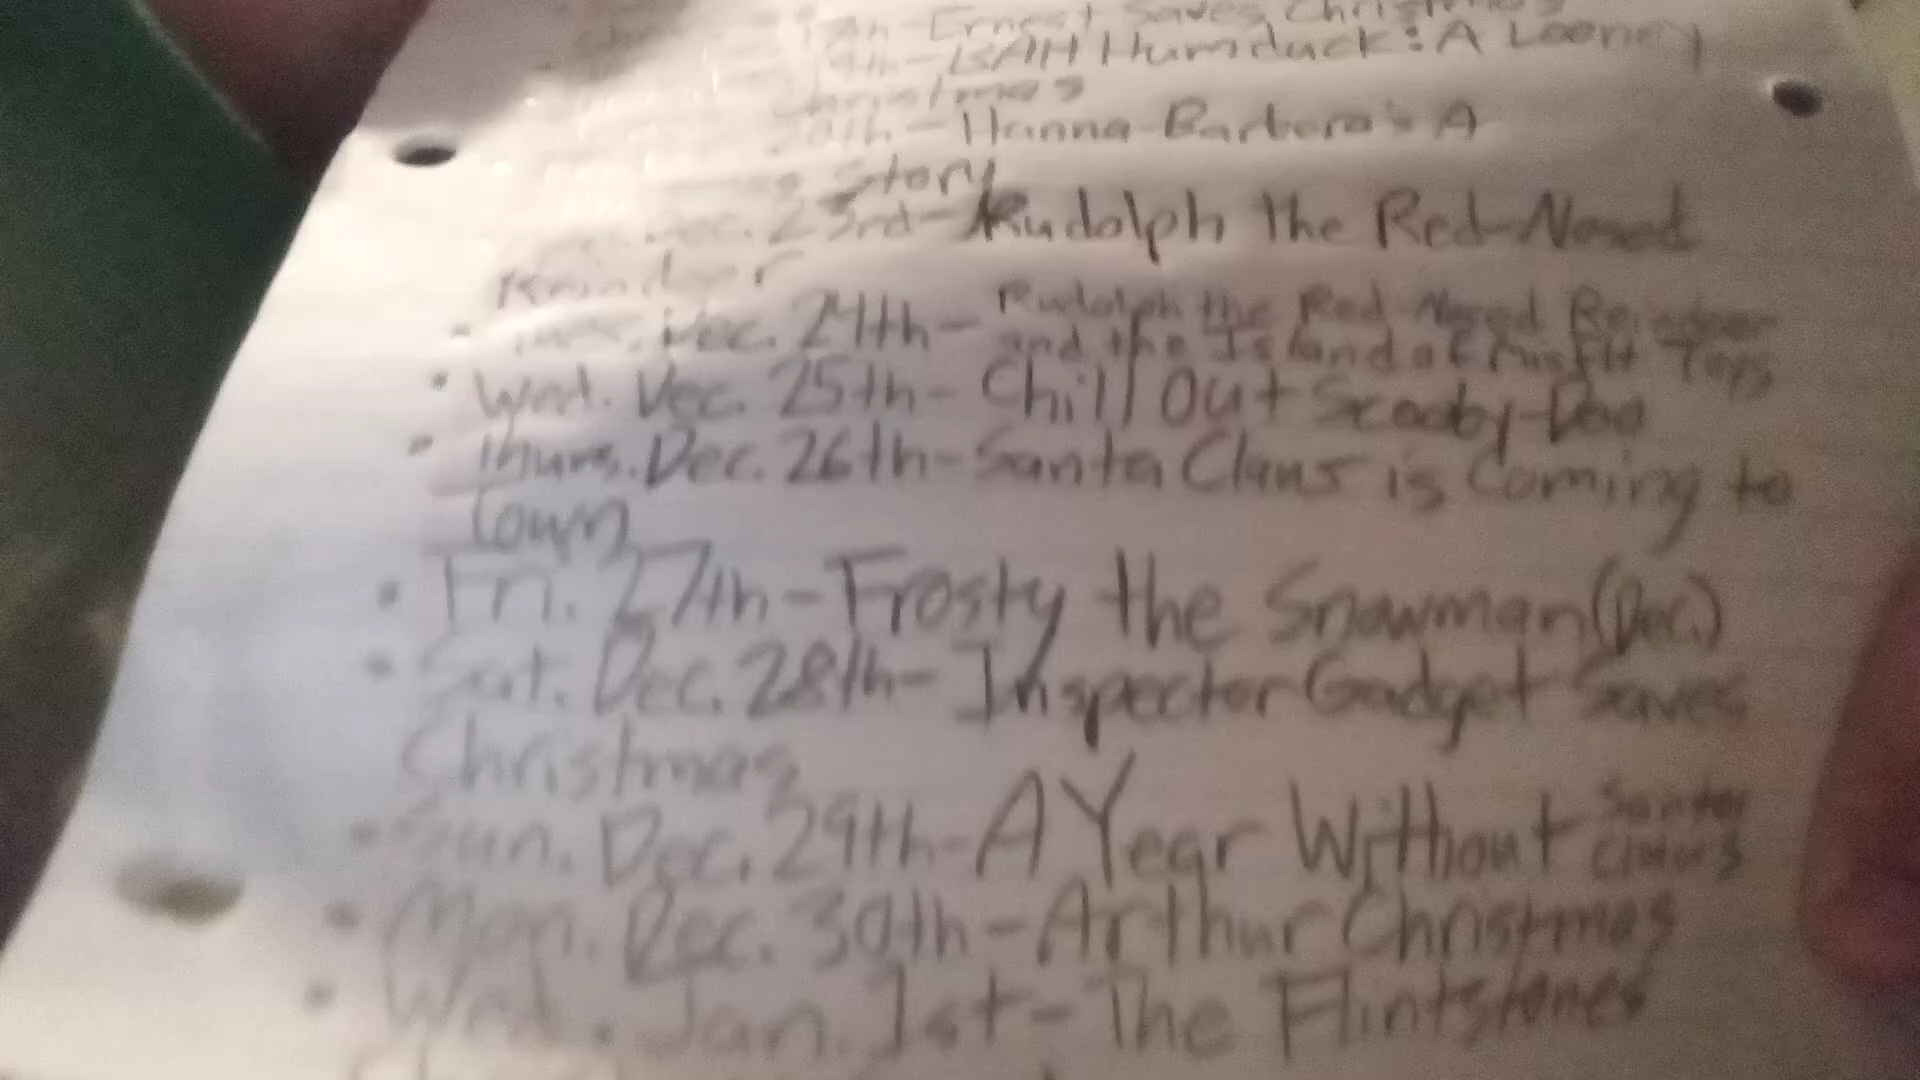 Ernest Saves Christmas
9th - BAH Humduck: A Looney
Christmas
20th - Hanna-Barbera's A
Story
Dec. 23rd - Rudolph the Red-Nosed
Reindeer
• Dec. 24th - Rudolph the Red-Nosed Reindeer
and the Island of Misfit Toys
• Wed. Dec. 25th - Chill Out Scooby-Doo
• Thurs. Dec. 26th - Santa Claus is Coming to
Town
• Fri. 27th - Frosty the Snowman (Dec.)
• Sat. Dec. 28th - Inspector Gadget Saves
Christmas
• Sun. Dec. 29th - A Year Without Santa
Claus
• Mon. Dec. 30th - Arthur Christmas
• Wed. Jan. 1st - The Flintstones